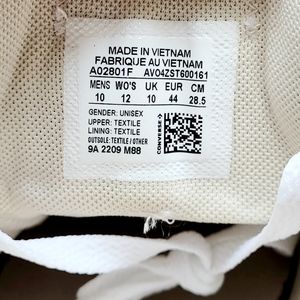 MADE IN VIETNAM
FABRIQUE AU VIETNAM
A02801F AVO4ZST600161
MENS WO'S UK EUR CM
10 12 10 44 28.5
GENDER: UNISEX
UPPER: TEXTILE
LINING: TEXTILE
OUTSOLE: TEXTILE / OTHER
9A 2209 M88
CONVERSE